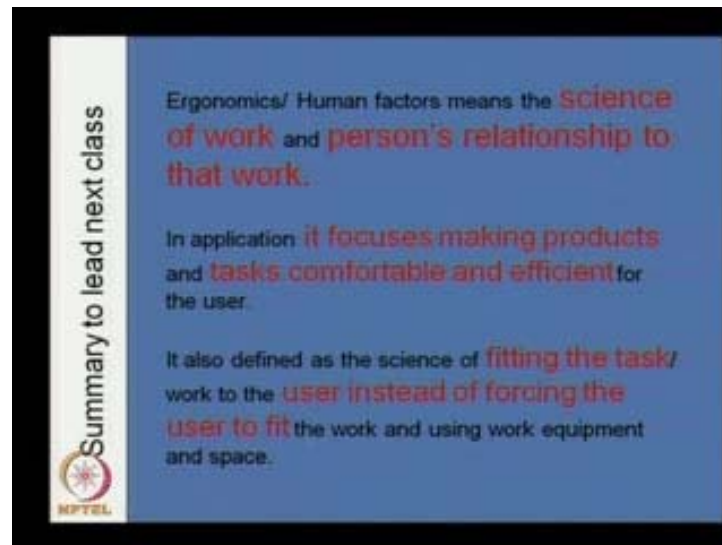 Summary to lead next class
Ergonomics/ Human factors means the science
of work and person's relationship to
that work.
In application it focuses making products
and tasks comfortable and efficient for
the user.
It also defined as the science of fitting the task/
work to the user instead of forcing the
user to fit the work and using work equipment
and space.
NPTEL